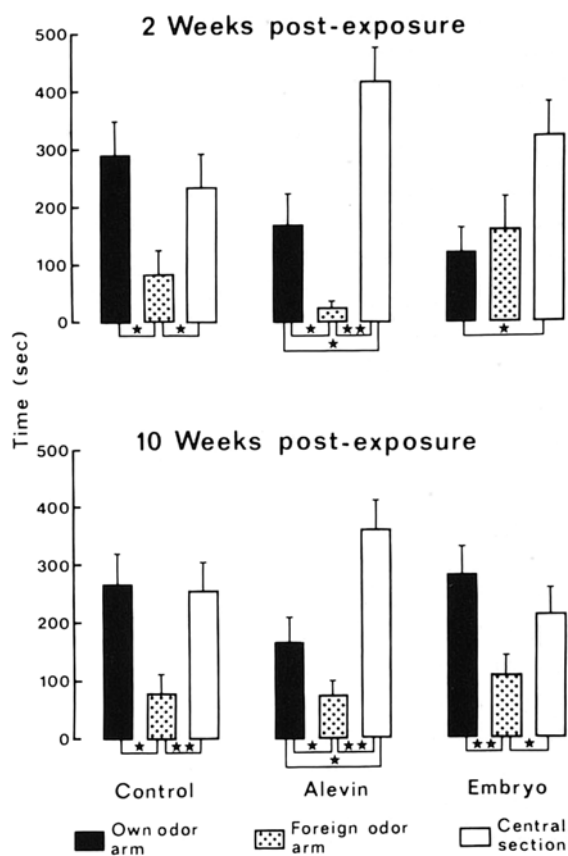 2 Weeks post-exposure
500
400
300
200
100
0
★ ★
★ ★★
★
★
Time (sec)
10 Weeks post-exposure
500
400
300
200
100
0
★ ★★
★ ★★
★
★★ ★
Control Alevin Embryo
Own odor arm
Foreign odor arm
Central section